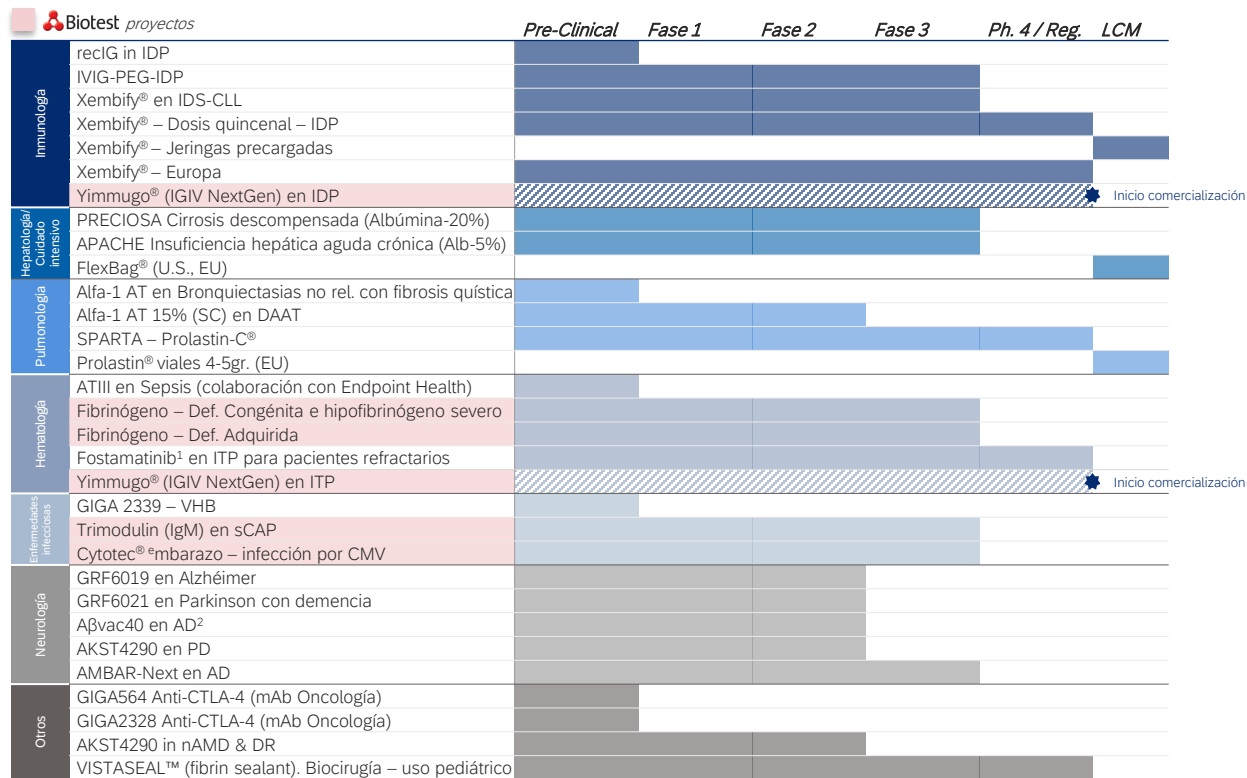 Biotest proyectos
Pre-Clinical Fase 1 Fase 2 Fase 3 Ph. 4 / Reg. LCM
Inmunología
recIG in IDP
IVIG-PEG-IDP
Xembify® en IDS-CLL
Xembify® – Dosis quincenal – IDP
Xembify® – Jeringas precargadas
Xembify® – Europa
Yimmugo® (IGIV NextGen) en IDP
Inicio comercialización
Hepatología/
Cuidado
intensivo
PRECIOSA Cirrosis descompensada (Albúmina-20%)
APACHE Insuficiencia hepática aguda crónica (Alb-5%)
FlexBag® (U.S., EU)
Pulmonologia
Alfa-1 AT en Bronquiectasias no rel. con fibrosis quística
Alfa-1 AT 15% (SC) en DAAT
SPARTA – Prolastin-C®
Prolastin® viales 4-5gr. (EU)
Hematología
ATIII en Sepsis (colaboración con Endpoint Health)
Fibrinógeno – Def. Congénita e hipofibrinógeno severo
Fibrinógeno – Def. Adquirida
Fostamatinib¹ en ITP para pacientes refractarios
Yimmugo® (IGIV NextGen) en ITP
Inicio comercialización
Enfermedades
infecciosas
GIGA 2339 – VHB
Trimodulin (IgM) en sCAP
Cytotec® ᵉmbarazo – infección por CMV
Neurología
GRF6019 en Alzhéimer
GRF6021 en Parkinson con demencia
Aβvac40 en AD²
AKST4290 en PD
AMBAR-Next en AD
Otros
GIGA564 Anti-CTLA-4 (mAb Oncología)
GIGA2328 Anti-CTLA-4 (mAb Oncología)
AKST4290 in nAMD & DR
VISTASEAL™ (fibrin sealant). Biocirugía – uso pediátrico